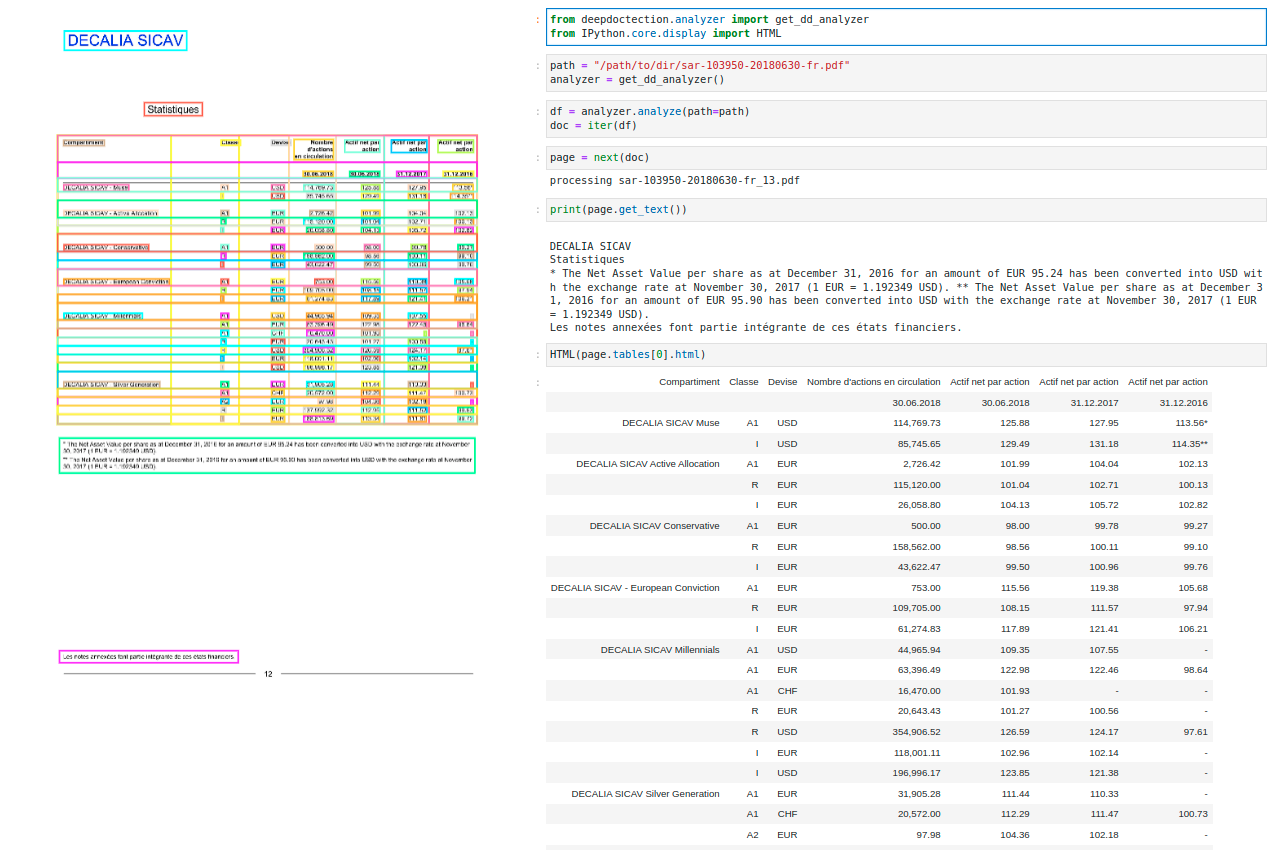 DECALIA SICAV
Statistiques
Compartiment Classe Devise Nombre d'actions en circulation Actif net par action Actif net par action Actif net par action
30.06.2018 30.06.2018 31.12.2017 31.12.2016
DECALIA SICAV - Muse A1 USD
DECALIA SICAV - Active Allocation A1 EUR
DECALIA SICAV - Conservative A1 EUR
DECALIA SICAV - European Conviction A1 EUR
DECALIA SICAV - Millennials A1 USD
DECALIA SICAV - Silver Generation A1 EUR
* The Net Asset Value per share as at December 31, 2016 for an amount of EUR 95.24 has been converted into USD with the exchange rate at November
30, 2017 (1 EUR = 1.192349 USD).
** The Net Asset Value per share as at December 31, 2016 for an amount of EUR 95.90 has been converted into USD with the exchange rate at November
30, 2017 (1 EUR = 1.192349 USD).
Les notes annexées font partie intégrante de ces états financiers.
12
: from deepdoctection.analyzer import get_dd_analyzer
from IPython.core.display import HTML
: path = "/path/to/dir/sar-103950-20180630-fr.pdf"
analyzer = get_dd_analyzer()
: df = analyzer.analyze(path=path)
doc = iter(df)
: page = next(doc)
processing sar-103950-20180630-fr_13.pdf
: print(page.get_text())
DECALIA SICAV
Statistiques
* The Net Asset Value per share as at December 31, 2016 for an amount of EUR 95.24 has been converted into USD wit
h the exchange rate at November 30, 2017 (1 EUR = 1.192349 USD). ** The Net Asset Value per share as at December 3
1, 2016 for an amount of EUR 95.90 has been converted into USD with the exchange rate at November 30, 2017 (1 EUR
= 1.192349 USD).
Les notes annexées font partie intégrante de ces états financiers.
: HTML(page.tables[0].html)
: Compartiment Classe Devise Nombre d'actions en circulation Actif net par action Actif net par action Actif net par action
30.06.2018 30.06.2018 31.12.2017 31.12.2016
DECALIA SICAV Muse A1 USD 114,769.73 125.88 127.95 113.56*
I USD 85,745.65 129.49 131.18 114.35**
DECALIA SICAV Active Allocation A1 EUR 2,726.42 101.99 104.04 102.13
R EUR 115,120.00 101.04 102.71 100.13
I EUR 26,058.80 104.13 105.72 102.82
DECALIA SICAV Conservative A1 EUR 500.00 98.00 99.78 99.27
R EUR 158,562.00 98.56 100.11 99.10
I EUR 43,622.47 99.50 100.96 99.76
DECALIA SICAV - European Conviction A1 EUR 753.00 115.56 119.38 105.68
R EUR 109,705.00 108.15 111.57 97.94
I EUR 61,274.83 117.89 121.41 106.21
DECALIA SICAV Millennials A1 USD 44,965.94 109.35 107.55 -
A1 EUR 63,396.49 122.98 122.46 98.64
A1 CHF 16,470.00 101.93 - -
R EUR 20,643.43 101.27 100.56 -
R USD 354,906.52 126.59 124.17 97.61
I EUR 118,001.11 102.96 102.14 -
I USD 196,996.17 123.85 121.38 -
DECALIA SICAV Silver Generation A1 EUR 31,905.28 111.44 110.33 -
A1 CHF 20,572.00 112.29 111.47 100.73
A2 EUR 97.98 104.36 102.18 -